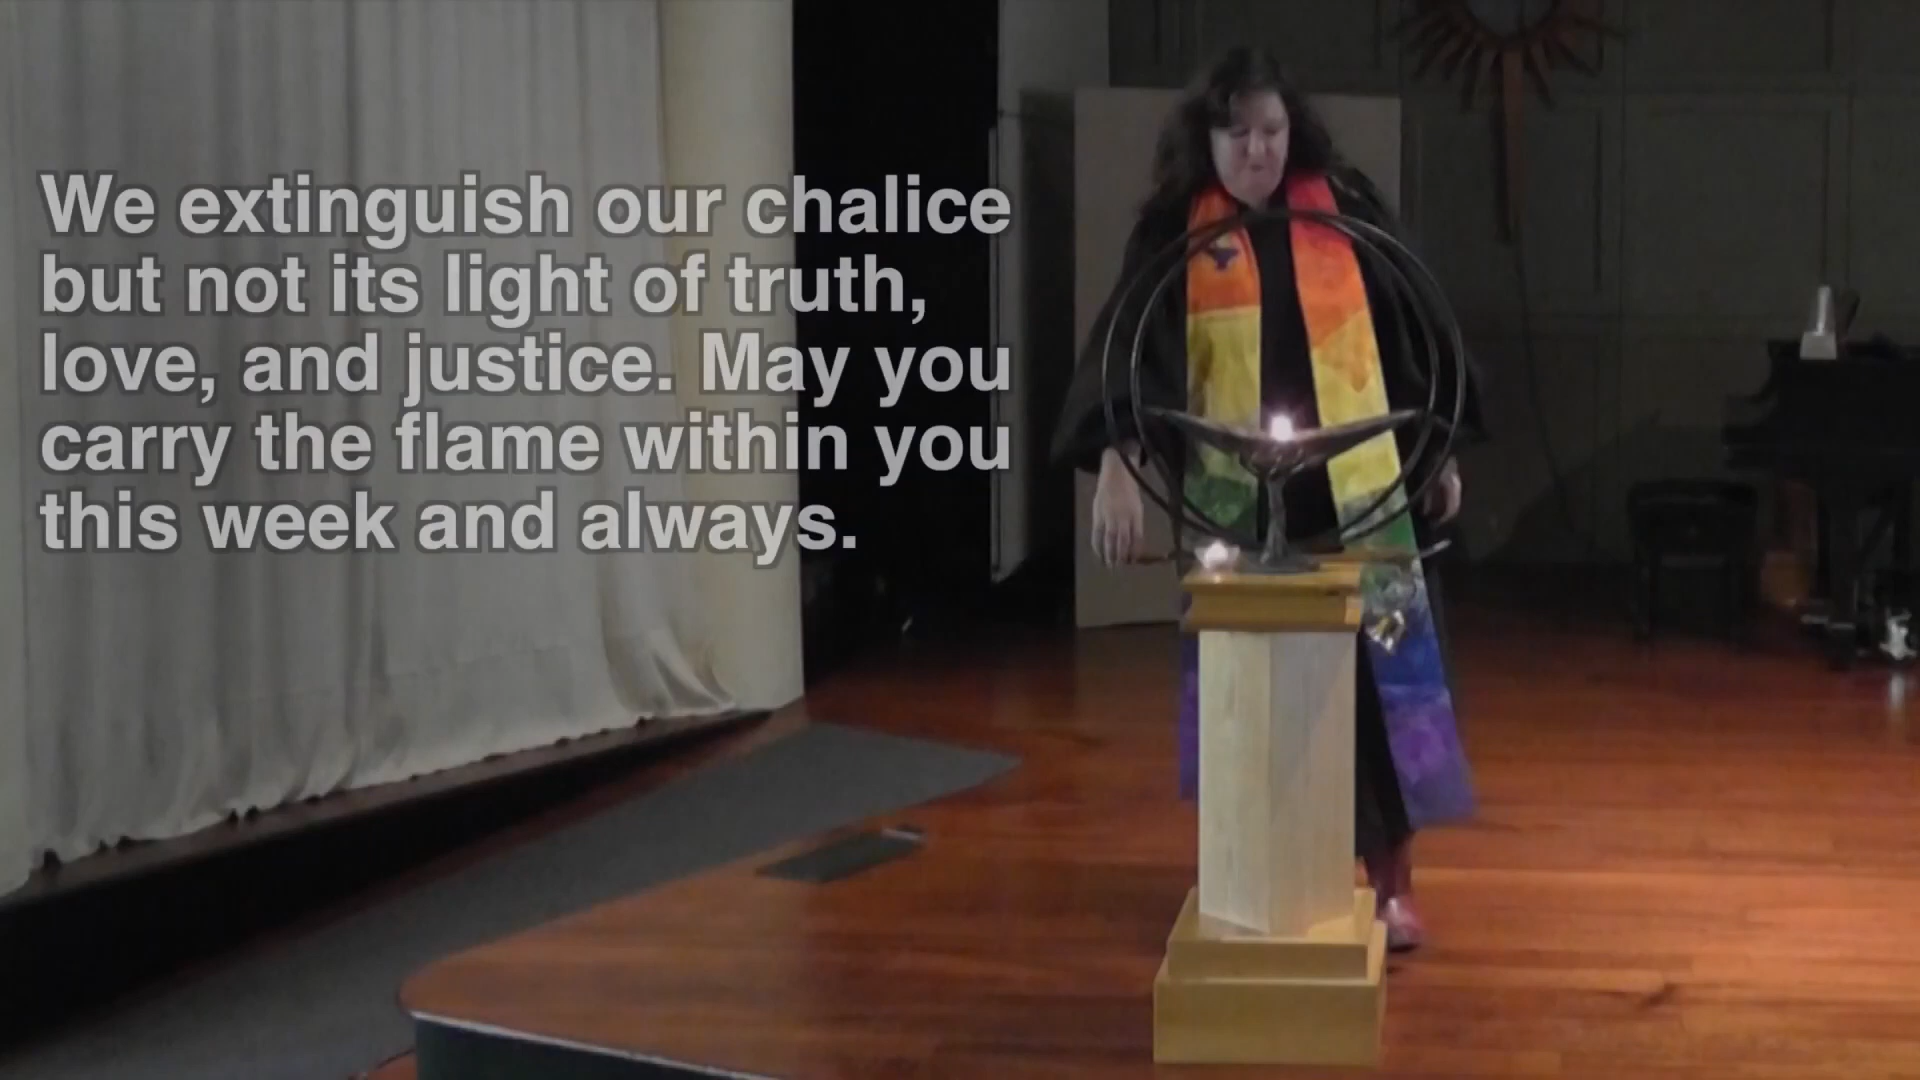 We extinguish our chalice
but not its light of truth,
love, and justice. May you
carry the flame within you
this week and always.